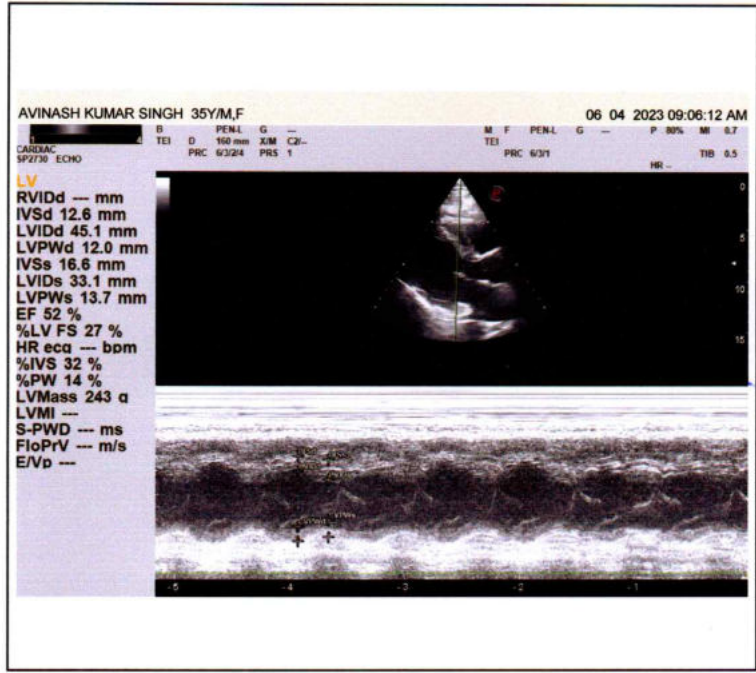 AVINASH KUMAR SINGH 35Y/M,F 06 04 2023 09:06:12 AM
B PEN-L G --- M F PEN-L G --- P 80% MI 0.7
TEI D 160 mm X/M C2/-- TEI
PRC 6/3/2/4 PRS 1 PRC 6/3/1 TIB 0.5
HR --
CARDIAC
SP2730 ECHO
LV
RVIDd --- mm
IVSd 12.6 mm
LVIDd 45.1 mm
LVPWd 12.0 mm
IVSs 16.6 mm
LVIDs 33.1 mm
LVPWs 13.7 mm
EF 52 %
%LV FS 27 %
HR ecg --- bpm
%IVS 32 %
%PW 14 %
LVMass 243 g
LVMI ---
S-PWD --- ms
FloPrV --- m/s
E/Vp ---
0
5
10
15
-5 -4 -3 -2 -1